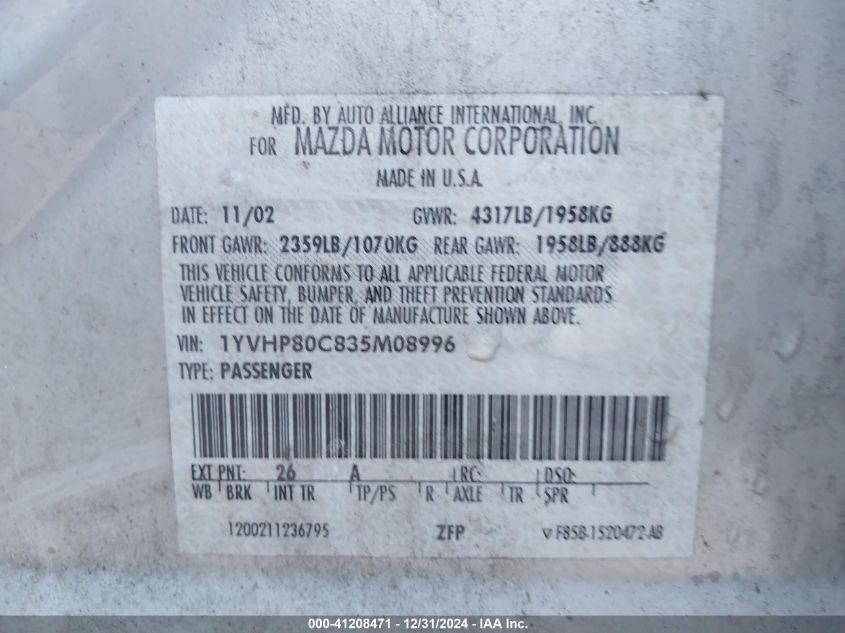 MFD. BY AUTO ALLIANCE INTERNATIONAL, INC.
FOR MAZDA MOTOR CORPORATION
MADE IN U.S.A.
DATE: 11/02 GVWR: 4317LB/1958KG
FRONT GAWR: 2359LB/1070KG REAR GAWR: 1958LB/888KG
THIS VEHICLE CONFORMS TO ALL APPLICABLE FEDERAL MOTOR
VEHICLE SAFETY, BUMPER, AND THEFT PREVENTION STANDARDS
IN EFFECT ON THE DATE OF MANUFACTURE SHOWN ABOVE.
VIN: 1YVHP80C835M08996
TYPE: PASSENGER
EXT PNT: 26 A RC: DSO:
WB BRK INT TR TP/PS R AXLE TR SPR
1200211236795 ZFP F85B-1520472-AB
000-41208471 - 12/31/2024 - IAA Inc.